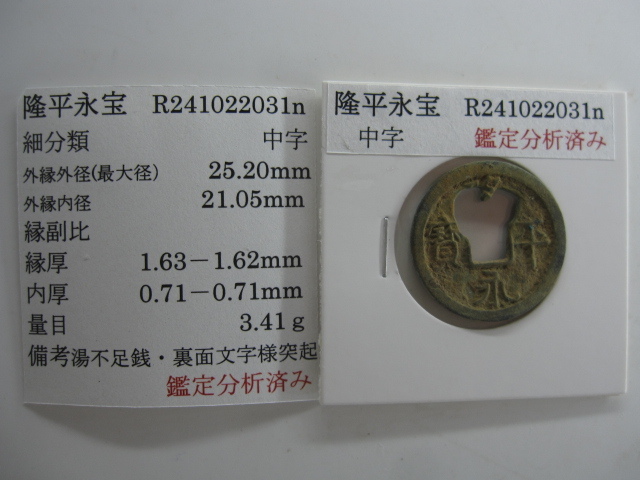 隆平永宝 R241022031n
細分類 中字
外縁外径(最大径) 25.20mm
外縁内径 21.05mm
縁副比
縁厚 1.63－1.62mm
内厚 0.71－0.71mm
量目 3.41ｇ
備考湯不足銭・裏面文字様突起
鑑定分析済み
隆平永宝 R241022031n
中字 鑑定分析済み
平
永
寶